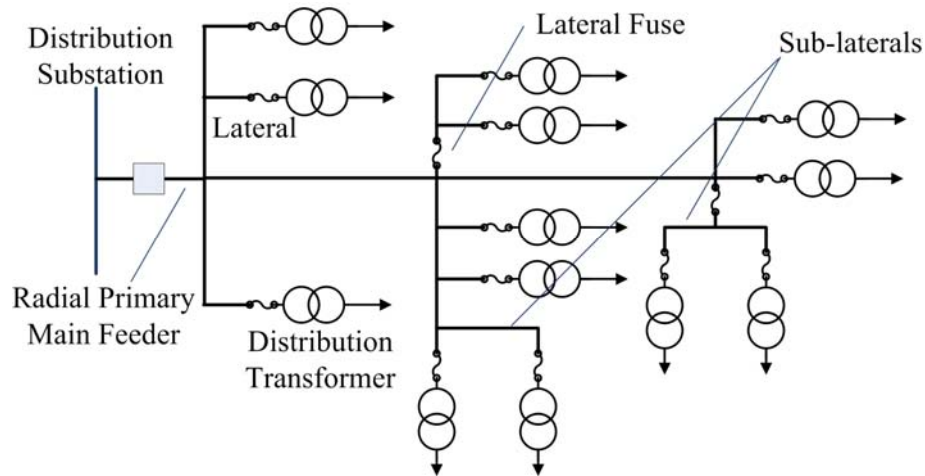 Distribution
Substation
Lateral Fuse
Sub-laterals
Lateral
Radial Primary
Main Feeder
Distribution
Transformer